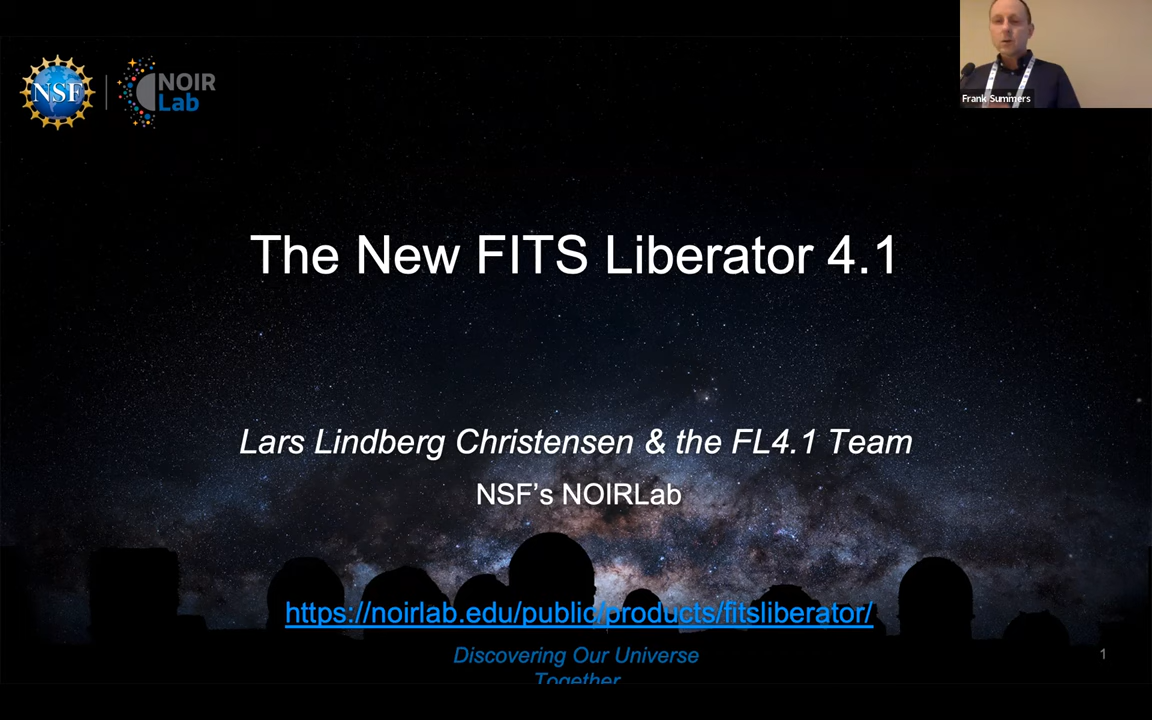 NSF
NOIR
Lab
Frank Summers
The New FITS Liberator 4.1
Lars Lindberg Christensen & the FL4.1 Team
NSF's NOIRLab
https://noirlab.edu/public/products/fitsliberator/
Discovering Our Universe
Together
1